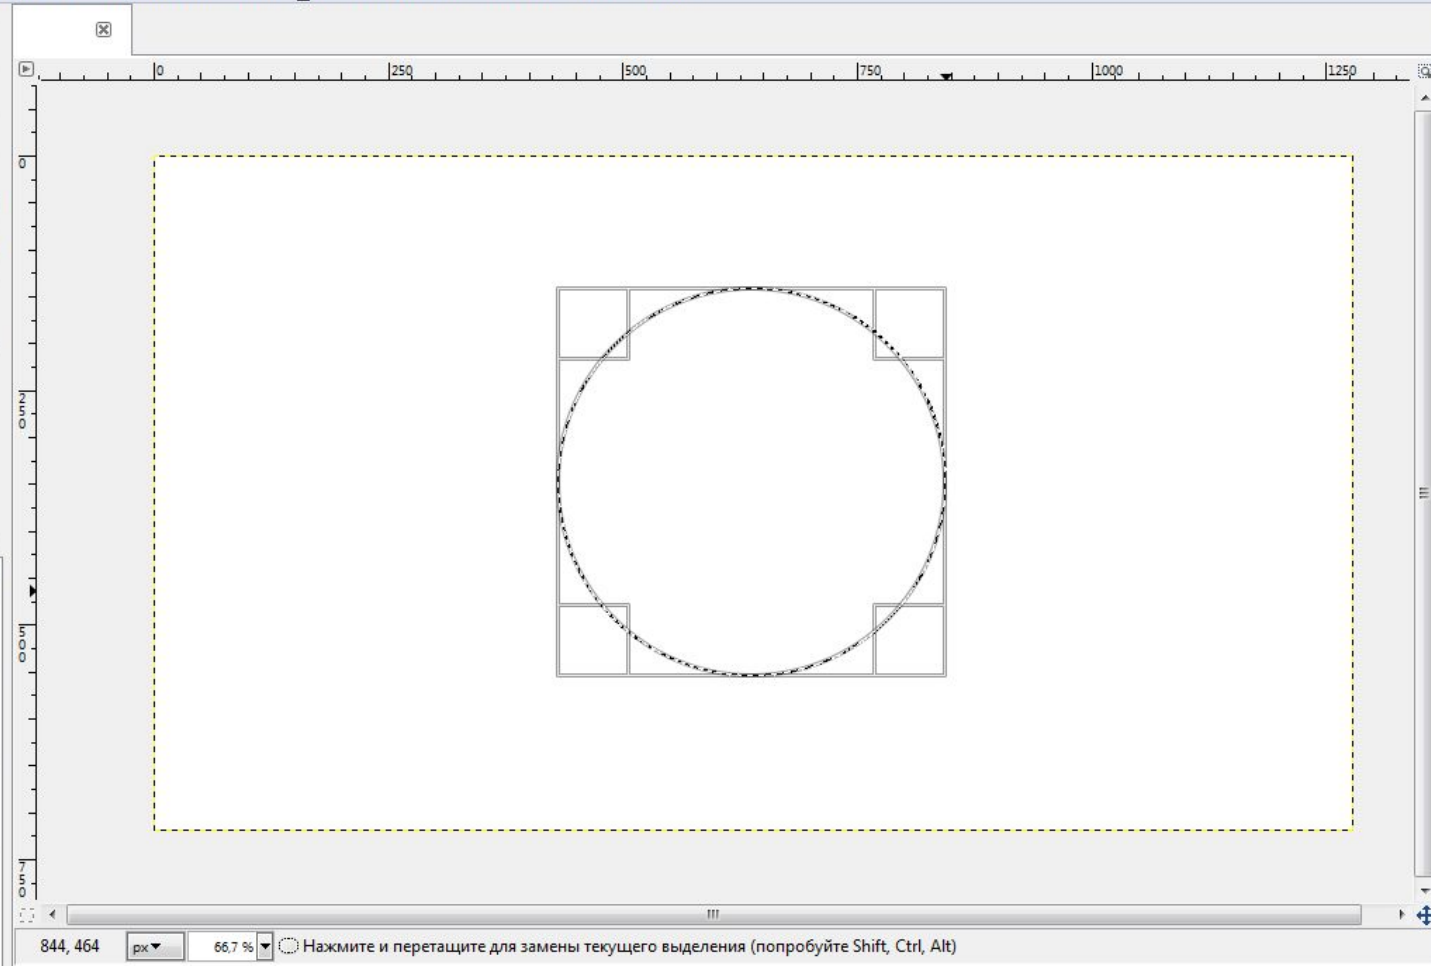 0 250 500 750 1000 1250
0
250
500
750
844, 464 px 66,7 % Нажмите и перетащите для замены текущего выделения (попробуйте Shift, Ctrl, Alt)